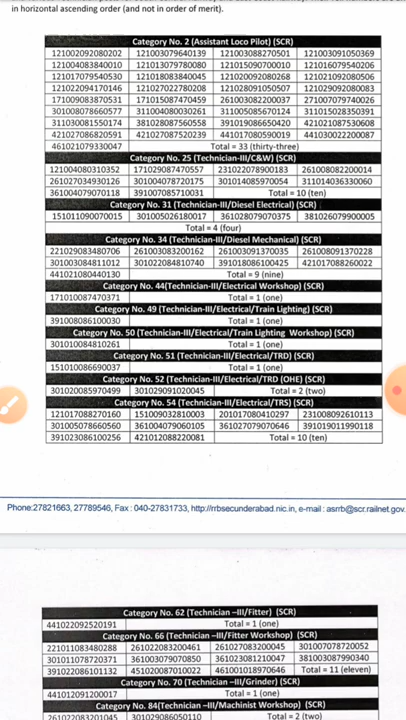 in horizontal ascending order (and not in order of merit).
Category No. 2 (Assistant Loco Pilot) (SCR)
121002092080202 121003079640139 121003088270501 121003091050369
121004083840010 121013079780080 121015090700010 121016079540206
121017079540530 121018083840045 121020092080268 121021092080506
121022094170146 121027022780208 121028091050507 121029092080083
171009083870531 171015087470459 261003082200037 271007079740026
301008078660577 311004080030261 311005085670124 311015028350391
311030081550174 381028087560558 391019086650420 421021087530608
421027086820591 421027087520239 441017080590019 441030022200087
461021079330047 Total = 33 (thirty-three)
Category No. 25 (Technician-III/C&W) (SCR)
121004080310352 171029087470557 231022078900183 261008082200014
261027034930126 301004078720175 301014085970054 311014036330060
361004079070118 391007085710031 Total = 10 (ten)
Category No. 31 (Technician-III/Diesel Electrical) (SCR)
151011090070015 301005026180017 361028079070375 381026079900005
Total = 4 (four)
Category No. 34 (Technician-III/Diesel Mechanical) (SCR)
221029083480706 261003083200162 261003091370035 261008091370228
301003084811012 301022084810740 391018086100425 421017088260022
441021080440130 Total = 9 (nine)
Category No. 44(Technician-III/Electrical Workshop) (SCR)
171010087470371 Total = 1 (one)
Category No. 49 (Technician-III/Electrical/Train Lighting) (SCR)
391008086100030 Total = 1 (one)
Category No. 50 (Technician-III/Electrical/Train Lighting Workshop) (SCR)
301010084810261 Total = 1 (one)
Category No. 51 (Technician-III/Electrical/TRD) (SCR)
151010086690037 Total = 1 (one)
Category No. 52 (Technician-III/Electrical/TRD (OHE) (SCR)
301020085970499 301029091020045 Total = 2 (two)
Category No. 54 (Technician-III/Electrical/TRS) (SCR)
121017088270160 151009032810003 201017080410297 231008092610113
301005078660560 361004079060105 361027079070646 391019011990118
391023086100256 421012088220081 Total = 10 (ten)
Phone:27821663, 27789546, Fax : 040-27831733, http://rrbsecunderabad.nic.in, e-mail : asrrb@scr.railnet.gov.
Category No. 62 (Technician –III/Fitter) (SCR)
441022092520191 Total = 1 (one)
Category No. 66 (Technician –III/Fitter Workshop) (SCR)
221011083480288 261022083200461 261027083200045 301007078720052
301011078720371 361003079070850 361023081210047 381003087990340
391022086101132 451020087010022 461001018970646 Total = 11 (eleven)
Category No. 70 (Technician –III/Grinder) (SCR)
441012091200017 Total = 1 (one)
Category No. 84(Technician –III/Machinist Workshop) (SCR)
261022083201045 301029086050110 Total = 2 (two)